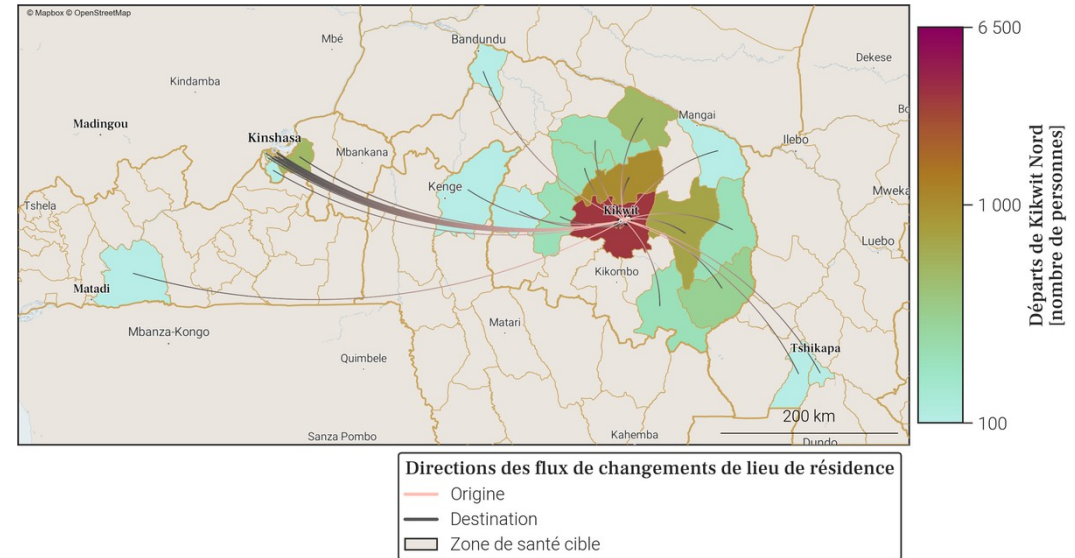 © Mapbox © OpenStreetMap
Mbé
Bandundu
Dekese
Kindamba
Madingou
Mangai
Kinshasa
Ilebo
Mbankana
Kenge
Mweka
Tshela
Kikwit
Luebo
Kikombo
Matadi
Mbanza-Kongo
Matari
Tshikapa
Quimbele
200 km
Sanza Pombo
Kahemba
Dundo
6 500
1 000
100
Départs de Kikwit Nord
[nombre de personnes]
Directions des flux de changements de lieu de résidence
Origine
Destination
Zone de santé cible